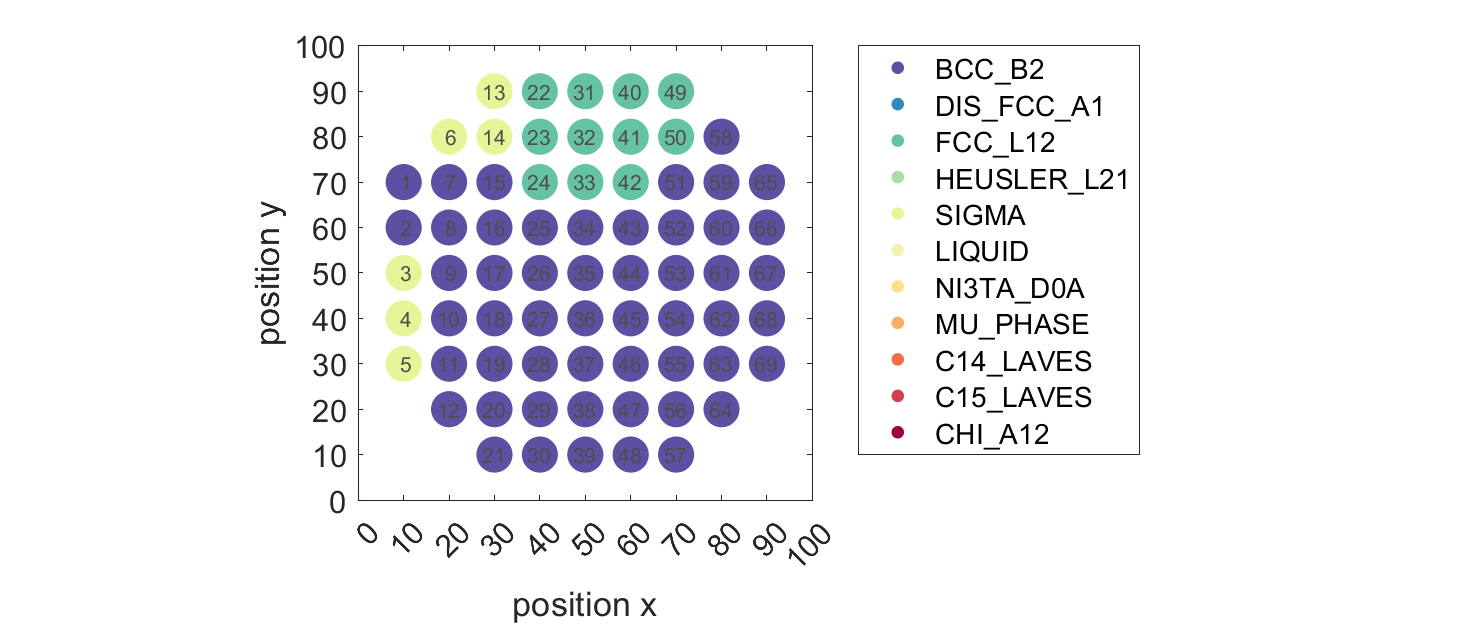 100
90
80
70
60
50
40
30
20
10
0
position y
13 22 31 40 49
6 14 23 32 41 50 58
1 7 15 24 33 42 51 59 65
2 8 16 25 34 43 52 60 66
3 9 17 26 35 44 53 61 67
4 10 18 27 36 45 54 62 68
5 11 19 28 37 46 55 63 69
12 20 29 38 47 56 64
21 30 39 48 57
0 10 20 30 40 50 60 70 80 90 100
position x
BCC_B2
DIS_FCC_A1
FCC_L12
HEUSLER_L21
SIGMA
LIQUID
NI3TA_D0A
MU_PHASE
C14_LAVES
C15_LAVES
CHI_A12